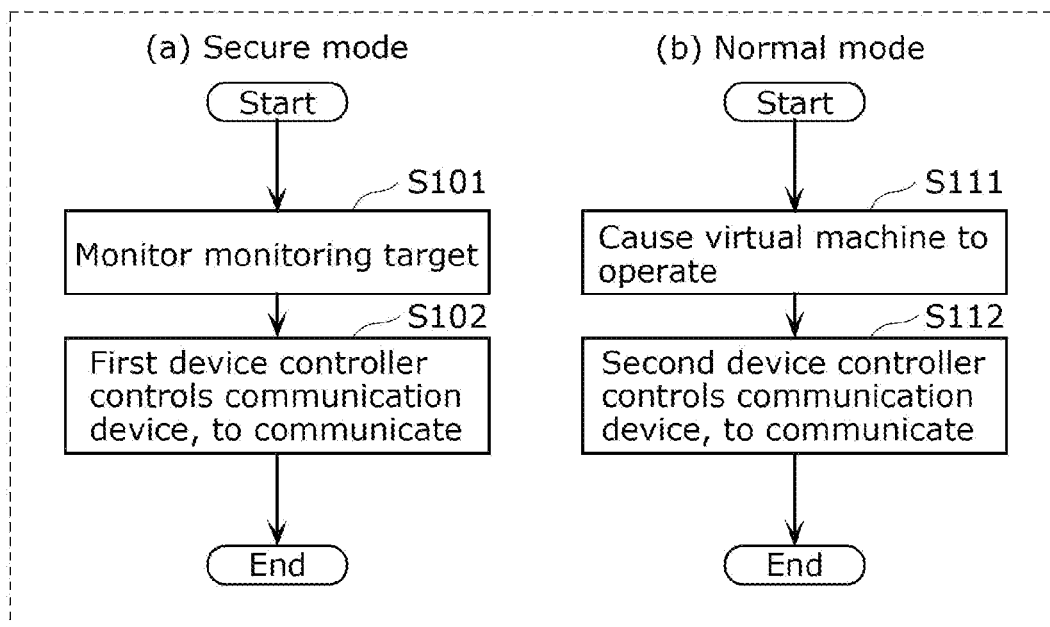 (a) Secure mode
Start
S101
Monitor monitoring target
S102
First device controller
controls communication
device, to communicate
End
(b) Normal mode
Start
S111
Cause virtual machine to
operate
S112
Second device controller
controls communication
device, to communicate
End